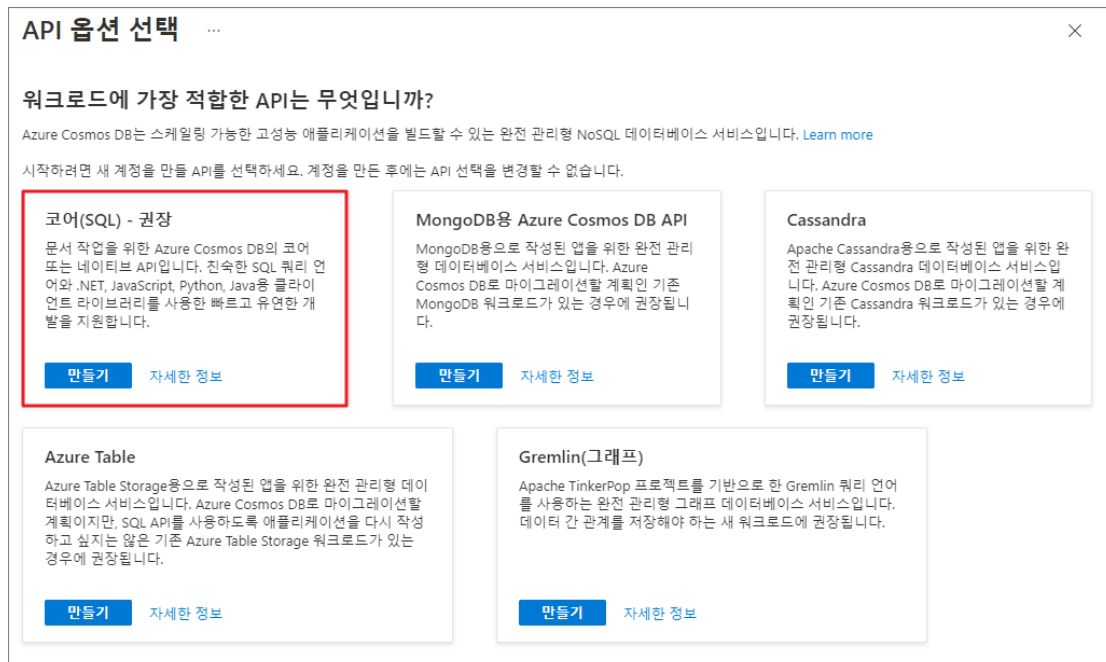 API 옵션 선택 ...
워크로드에 가장 적합한 API는 무엇입니까?
Azure Cosmos DB는 스케일링 가능한 고성능 애플리케이션을 빌드할 수 있는 완전 관리형 NoSQL 데이터베이스 서비스입니다. Learn more
시작하려면 새 계정을 만들 API를 선택하세요. 계정을 만든 후에는 API 선택을 변경할 수 없습니다.
코어(SQL) - 권장
문서 작업을 위한 Azure Cosmos DB의 코어
또는 네이티브 API입니다. 친숙한 SQL 쿼리 언
어와 .NET, JavaScript, Python, Java용 클라이
언트 라이브러리를 사용한 빠르고 유연한 개
발을 지원합니다.
만들기 자세한 정보
MongoDB용 Azure Cosmos DB API
MongoDB용으로 작성된 앱을 위한 완전 관리
형 데이터베이스 서비스입니다. Azure
Cosmos DB로 마이그레이션할 계획인 기존
MongoDB 워크로드가 있는 경우에 권장됩니
다.
만들기 자세한 정보
Cassandra
Apache Cassandra용으로 작성된 앱을 위한 완
전 관리형 Cassandra 데이터베이스 서비스입
니다. Azure Cosmos DB로 마이그레이션할 계
획인 기존 Cassandra 워크로드가 있는 경우에
권장됩니다.
만들기 자세한 정보
Azure Table
Azure Table Storage용으로 작성된 앱을 위한 완전 관리형 데이
터베이스 서비스입니다. Azure Cosmos DB로 마이그레이션할
계획이지만, SQL API를 사용하도록 애플리케이션을 다시 작성
하고 싶지는 않은 기존 Azure Table Storage 워크로드가 있는
경우에 권장됩니다.
만들기 자세한 정보
Gremlin(그래프)
Apache TinkerPop 프로젝트를 기반으로 한 Gremlin 쿼리 언어
를 사용하는 완전 관리형 그래프 데이터베이스 서비스입니다.
데이터 간 관계를 저장해야 하는 새 워크로드에 권장됩니다.
만들기 자세한 정보